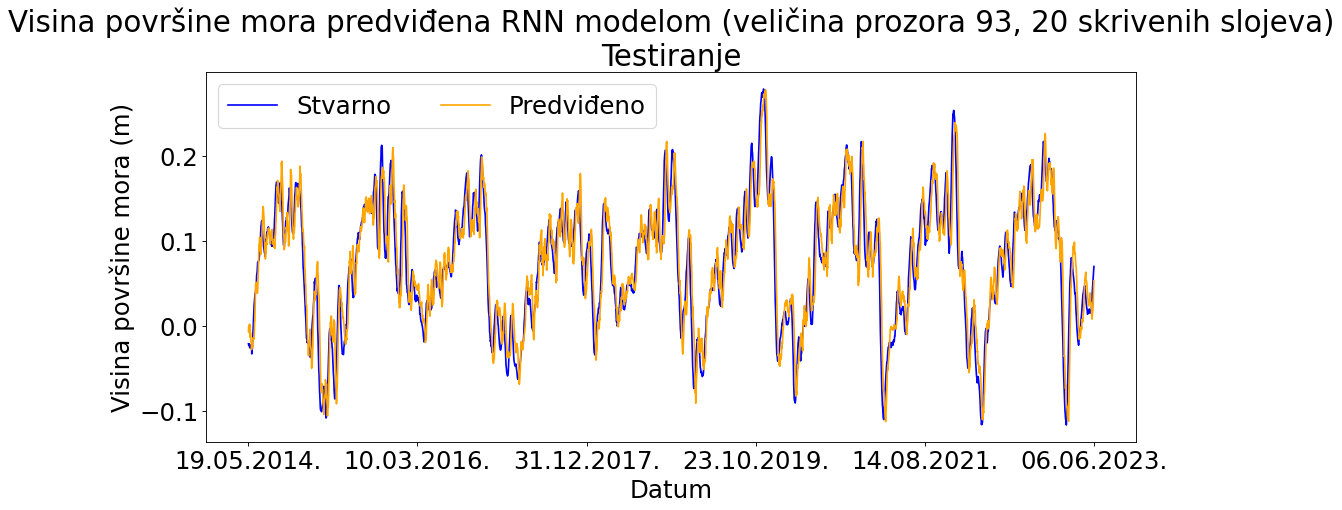 Visina površine mora predviđena RNN modelom (veličina prozora 93, 20 skrivenih slojeva)
Testiranje
Stvarno
Predviđeno
Visina površine mora (m)
0.2
0.1
0.0
−0.1
19.05.2014.
10.03.2016.
31.12.2017.
23.10.2019.
14.08.2021.
06.06.2023.
Datum